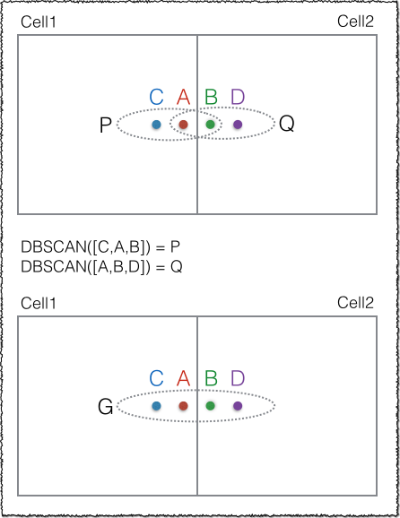 Cell1 Cell2
C A B D
P Q
DBSCAN([C,A,B]) = P
DBSCAN([A,B,D]) = Q
Cell1 Cell2
C A B D
G